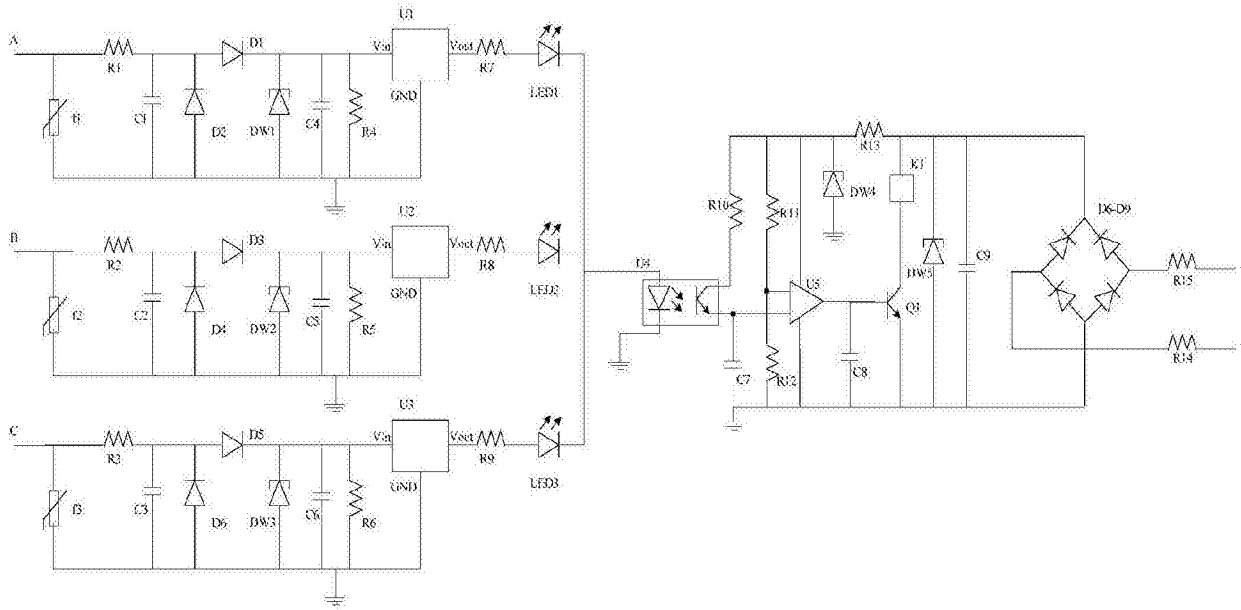 U1
A
D1
Vin
Vout
R1
R7
LED1
GND
f1
C1
D2
DW1
C4
R4
R13
K1
DW4
U2
R10
R11
D6-D9
B
D3
Vin
Vout
R2
R8
LED2
GND
DW5
C9
U4
U5
R15
f2
C2
D4
DW2
C5
R5
Q1
R14
C7
R12
C8
U3
C
D5
Vin
Vout
R3
R9
LED3
GND
f3
C3
D6
DW3
C6
R6